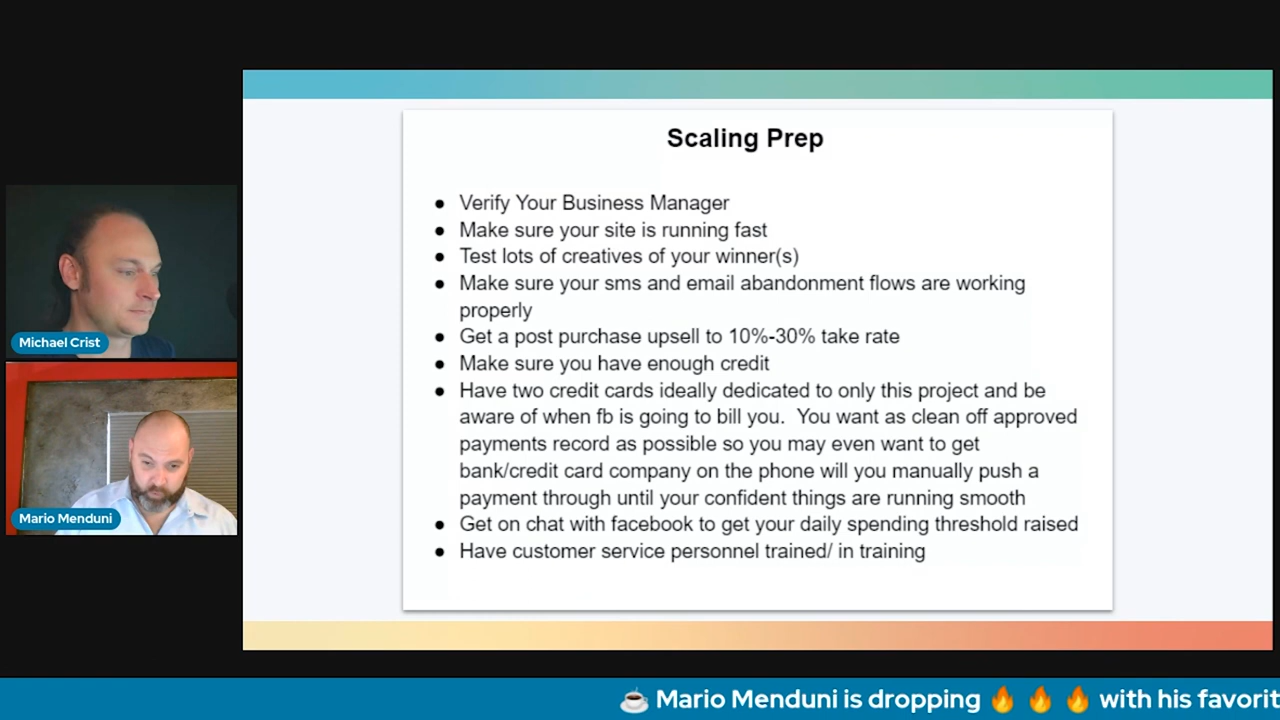 Scaling Prep
● Verify Your Business Manager
● Make sure your site is running fast
● Test lots of creatives of your winner(s)
● Make sure your sms and email abandonment flows are working
properly
● Get a post purchase upsell to 10%-30% take rate
● Make sure you have enough credit
● Have two credit cards ideally dedicated to only this project and be
aware of when fb is going to bill you.  You want as clean off approved
payments record as possible so you may even want to get
bank/credit card company on the phone will you manually push a
payment through until your confident things are running smooth
● Get on chat with facebook to get your daily spending threshold raised
● Have customer service personnel trained/ in training
Michael Crist
Mario Menduni
☕ Mario Menduni is dropping 🔥 🔥 🔥 with his favorit